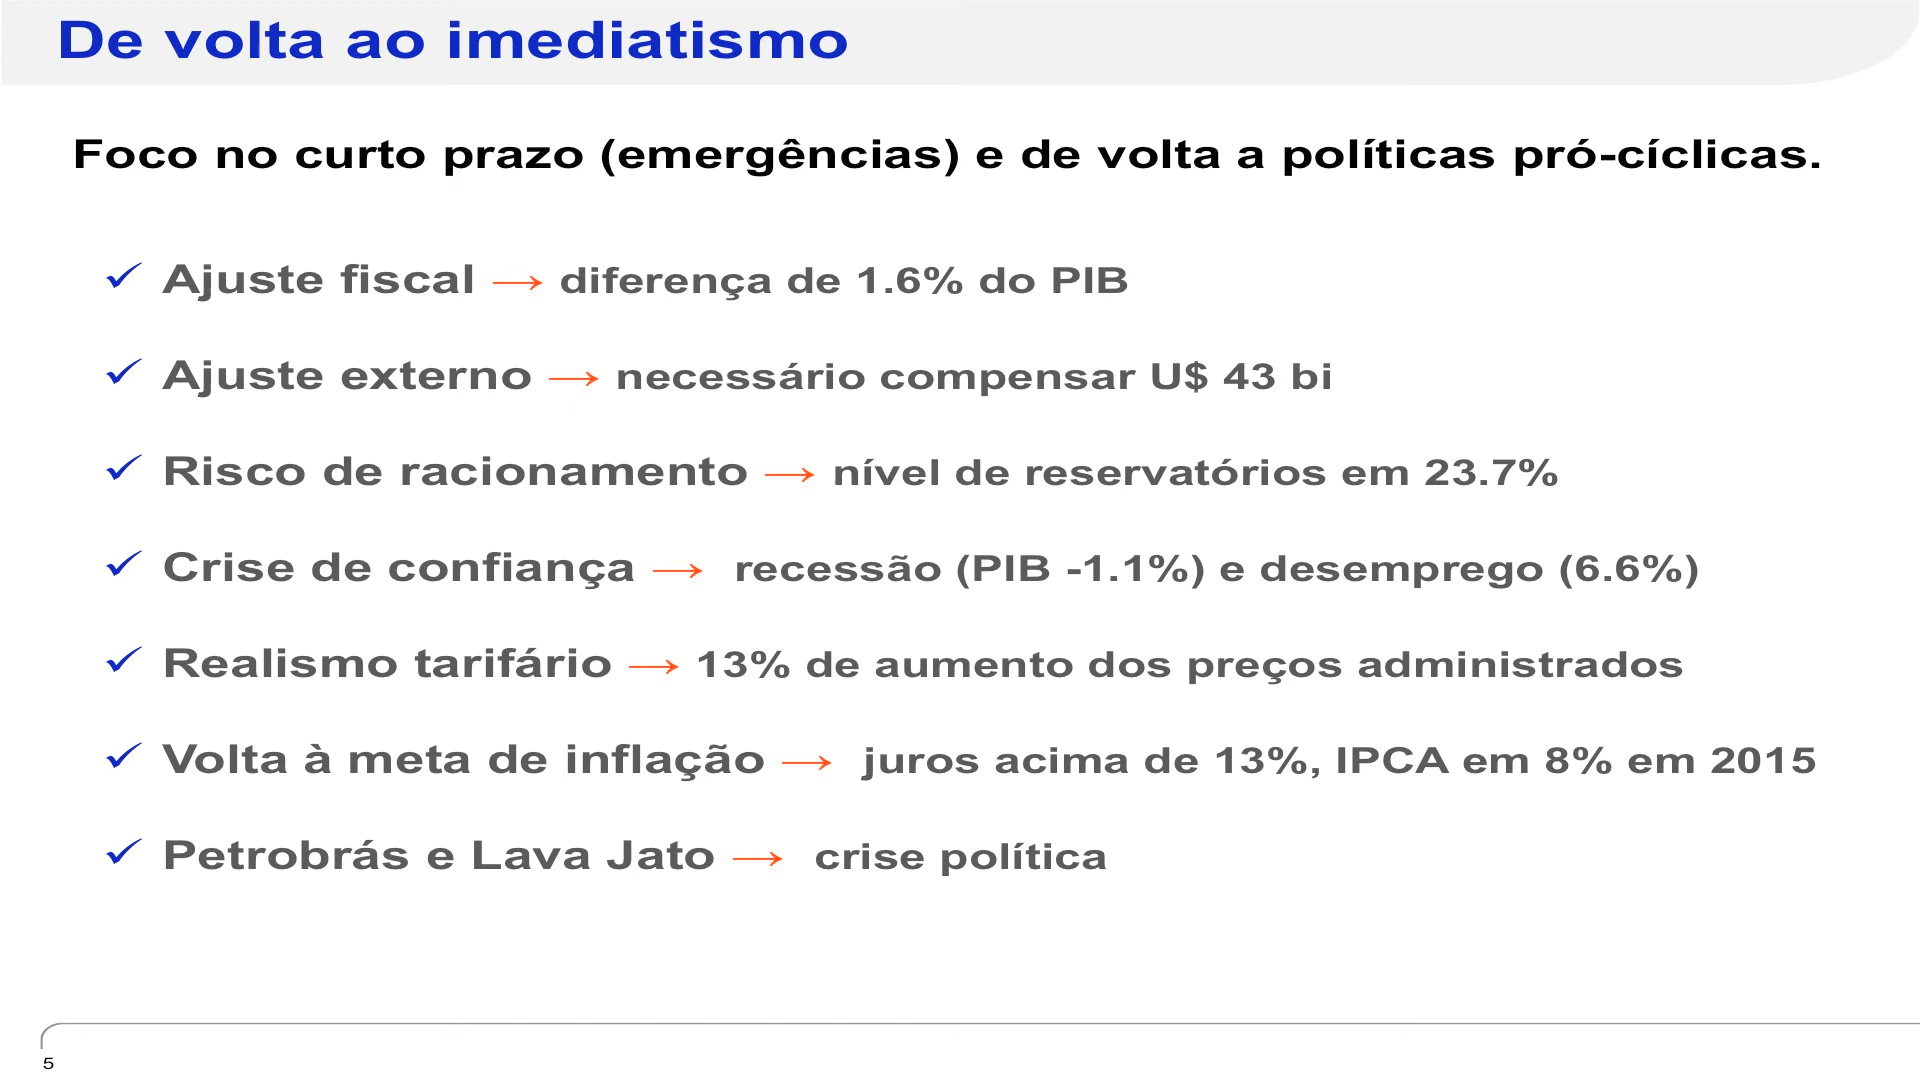 De volta ao imediatismo
Foco no curto prazo (emergências) e de volta a políticas pró-cíclicas.
✓ Ajuste fiscal → diferença de 1.6% do PIB
✓ Ajuste externo → necessário compensar U$ 43 bi
✓ Risco de racionamento → nível de reservatórios em 23.7%
✓ Crise de confiança → recessão (PIB -1.1%) e desemprego (6.6%)
✓ Realismo tarifário → 13% de aumento dos preços administrados
✓ Volta à meta de inflação → juros acima de 13%, IPCA em 8% em 2015
✓ Petrobrás e Lava Jato → crise política
5